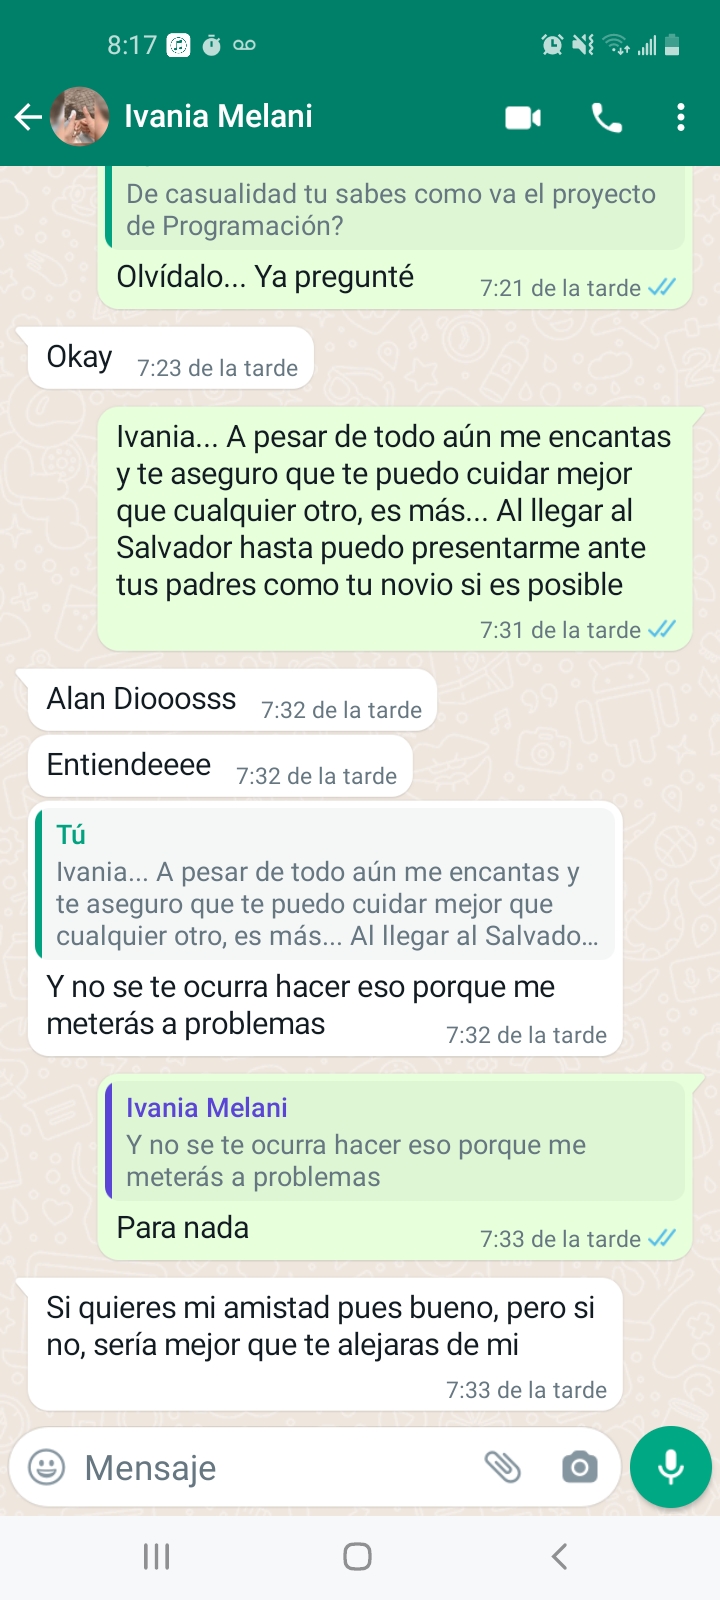 8:17
Ivania Melani
De casualidad tu sabes como va el proyecto
de Programación?
Olvídalo... Ya pregunté
7:21 de la tarde
Okay
7:23 de la tarde
Ivania... A pesar de todo aún me encantas
y te aseguro que te puedo cuidar mejor
que cualquier otro, es más... Al llegar al
Salvador hasta puedo presentarme ante
tus padres como tu novio si es posible
7:31 de la tarde
Alan Diooosss
7:32 de la tarde
Entiendeeee
7:32 de la tarde
Tú
Ivania... A pesar de todo aún me encantas y
te aseguro que te puedo cuidar mejor que
cualquier otro, es más... Al llegar al Salvado...
Y no se te ocurra hacer eso porque me
meterás a problemas
7:32 de la tarde
Ivania Melani
Y no se te ocurra hacer eso porque me
meterás a problemas
Para nada
7:33 de la tarde
Si quieres mi amistad pues bueno, pero si
no, sería mejor que te alejaras de mi
7:33 de la tarde
Mensaje